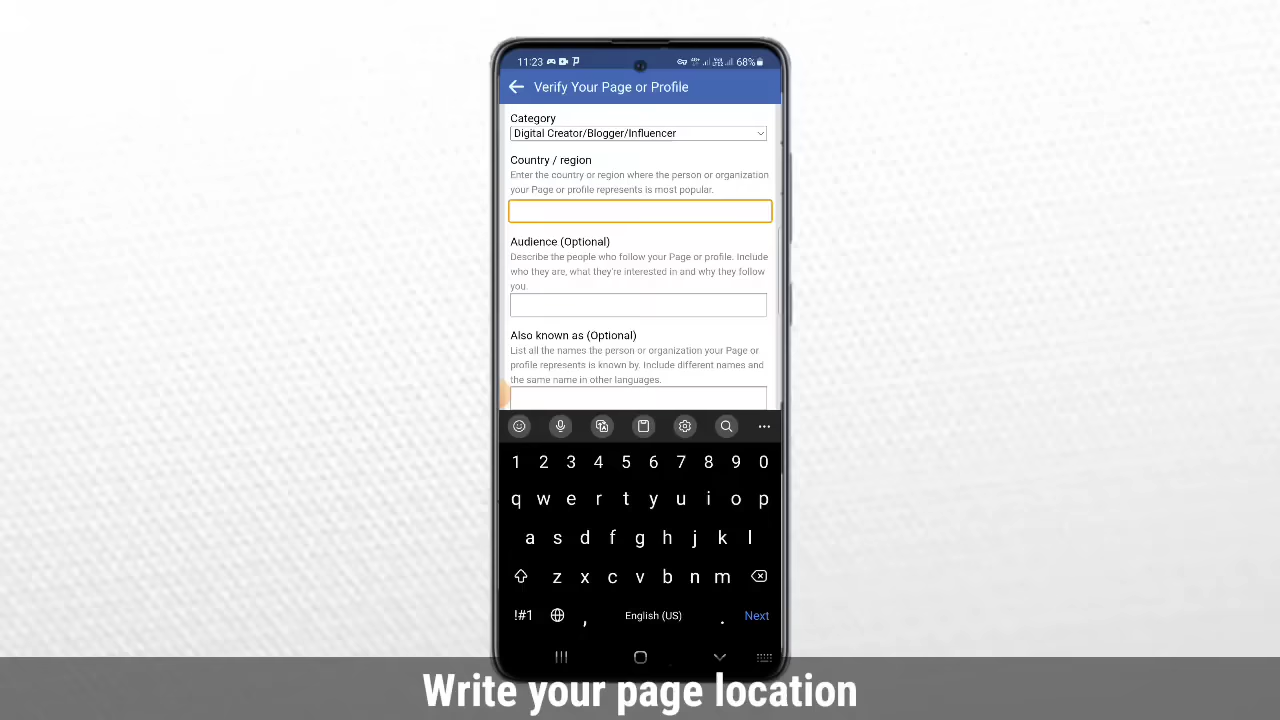 11:23 68%
Verify Your Page or Profile
Category
Digital Creator/Blogger/Influencer
Country / region
Enter the country or region where the person or organization
your Page or profile represents is most popular.
Audience (Optional)
Describe the people who follow your Page or profile. Include
who they are, what they're interested in and why they follow
you.
Also known as (Optional)
List all the names the person or organization your Page or
profile represents is known by. Include different names and
the same name in other languages.
1 2 3 4 5 6 7 8 9 0
q w e r t y u i o p
a s d f g h j k l
z x c v b n m
!#1 , English (US) . Next
Write your page location